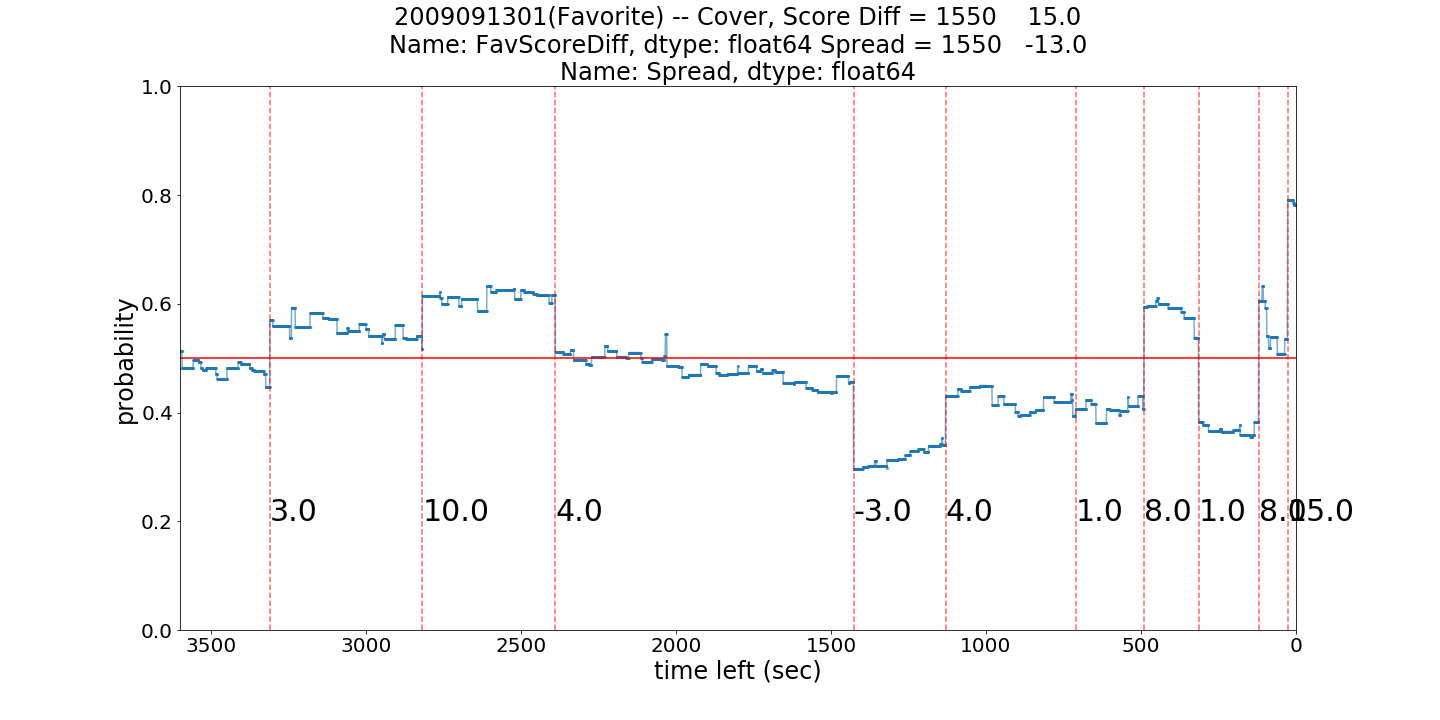 2009091301(Favorite) -- Cover, Score Diff = 1550    15.0
Name: FavScoreDiff, dtype: float64 Spread = 1550   -13.0
Name: Spread, dtype: float64
1.0
0.8
0.6
0.4
0.2
0.0
probability
3.0 10.0 4.0 -3.0 4.0 1.0 8.0 1.0 8.0 15.0
3500 3000 2500 2000 1500 1000 500 0
time left (sec)